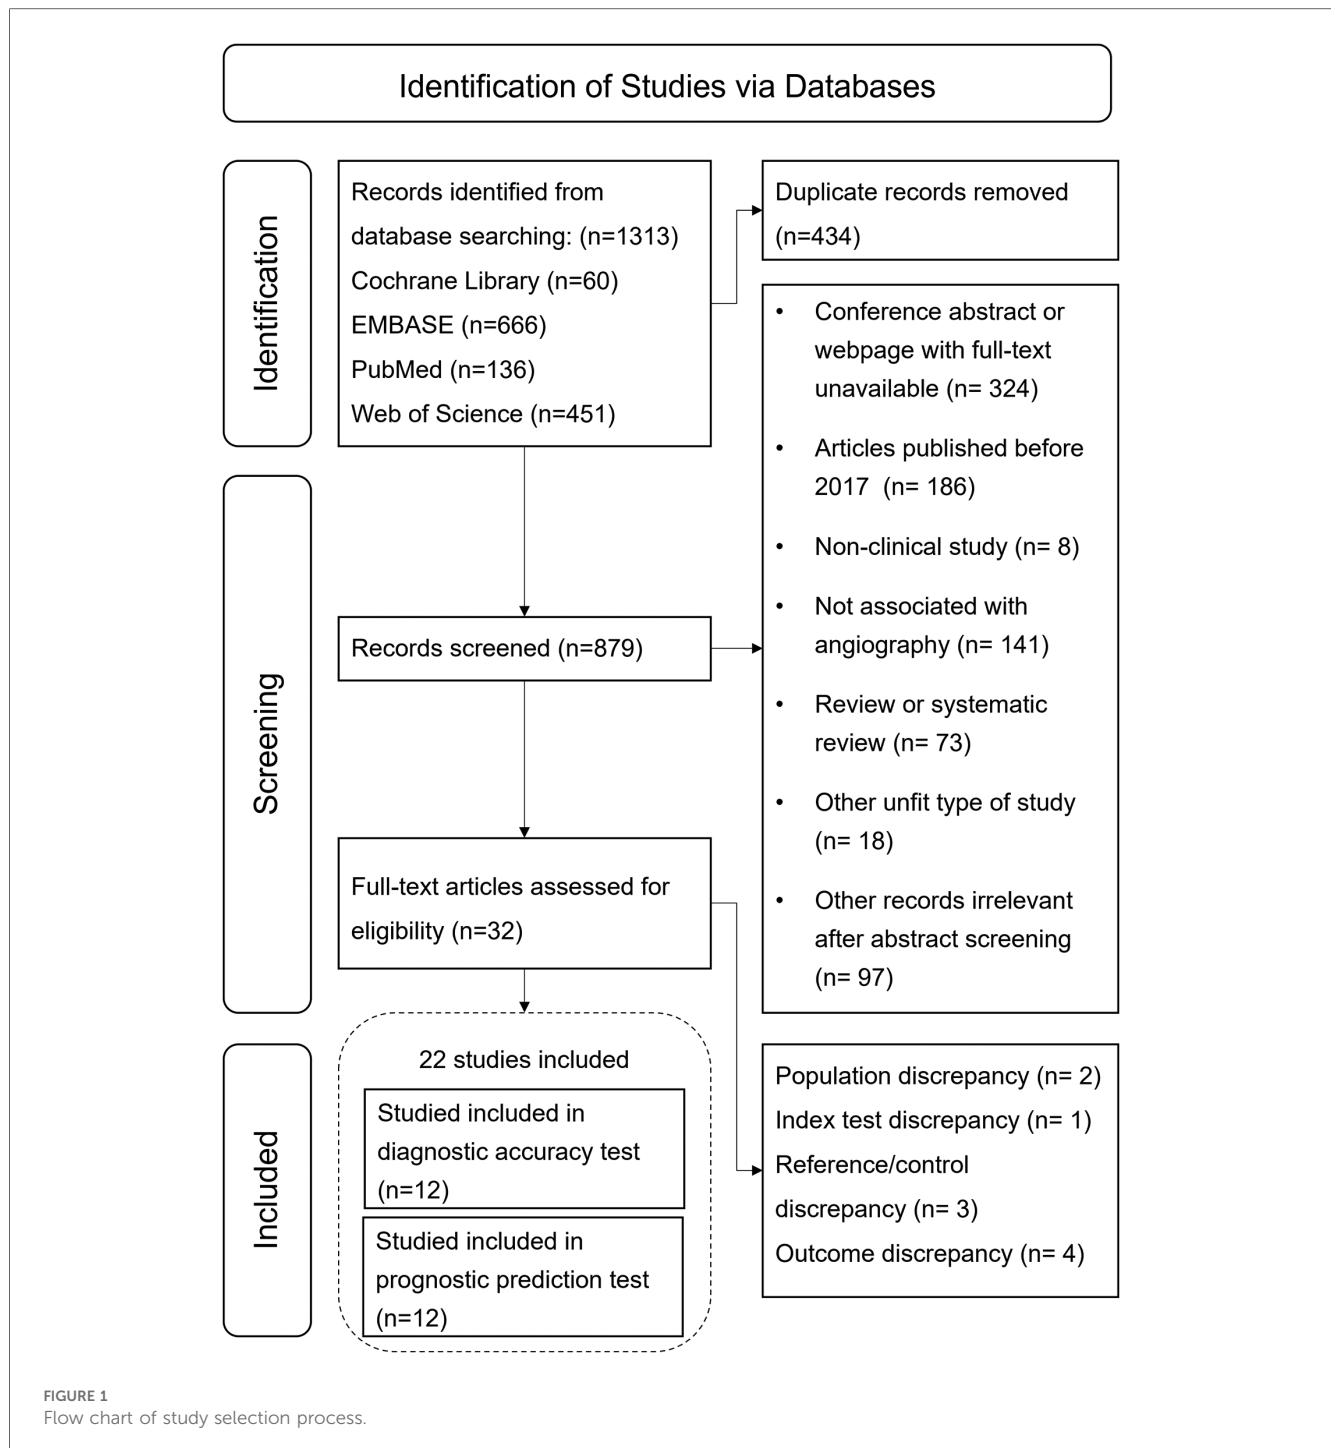 Identification of Studies via Databases
Identification
Records identified from
database searching: (n=1313)
Cochrane Library (n=60)
EMBASE (n=666)
PubMed (n=136)
Web of Science (n=451)
Duplicate records removed
(n=434)
Screening
Records screened (n=879)
• Conference abstract or
webpage with full-text
unavailable (n= 324)
• Articles published before
2017  (n= 186)
• Non-clinical study (n= 8)
• Not associated with
angiography (n= 141)
• Review or systematic
review (n= 73)
• Other unfit type of study
(n= 18)
• Other records irrelevant
after abstract screening
(n= 97)
Full-text articles assessed for
eligibility (n=32)
Population discrepancy (n= 2)
Index test discrepancy (n= 1)
Reference/control
discrepancy (n= 3)
Outcome discrepancy (n= 4)
Included
22 studies included
Studied included in
diagnostic accuracy test
(n=12)
Studied included in
prognostic prediction test
(n=12)
FIGURE 1
Flow chart of study selection process.